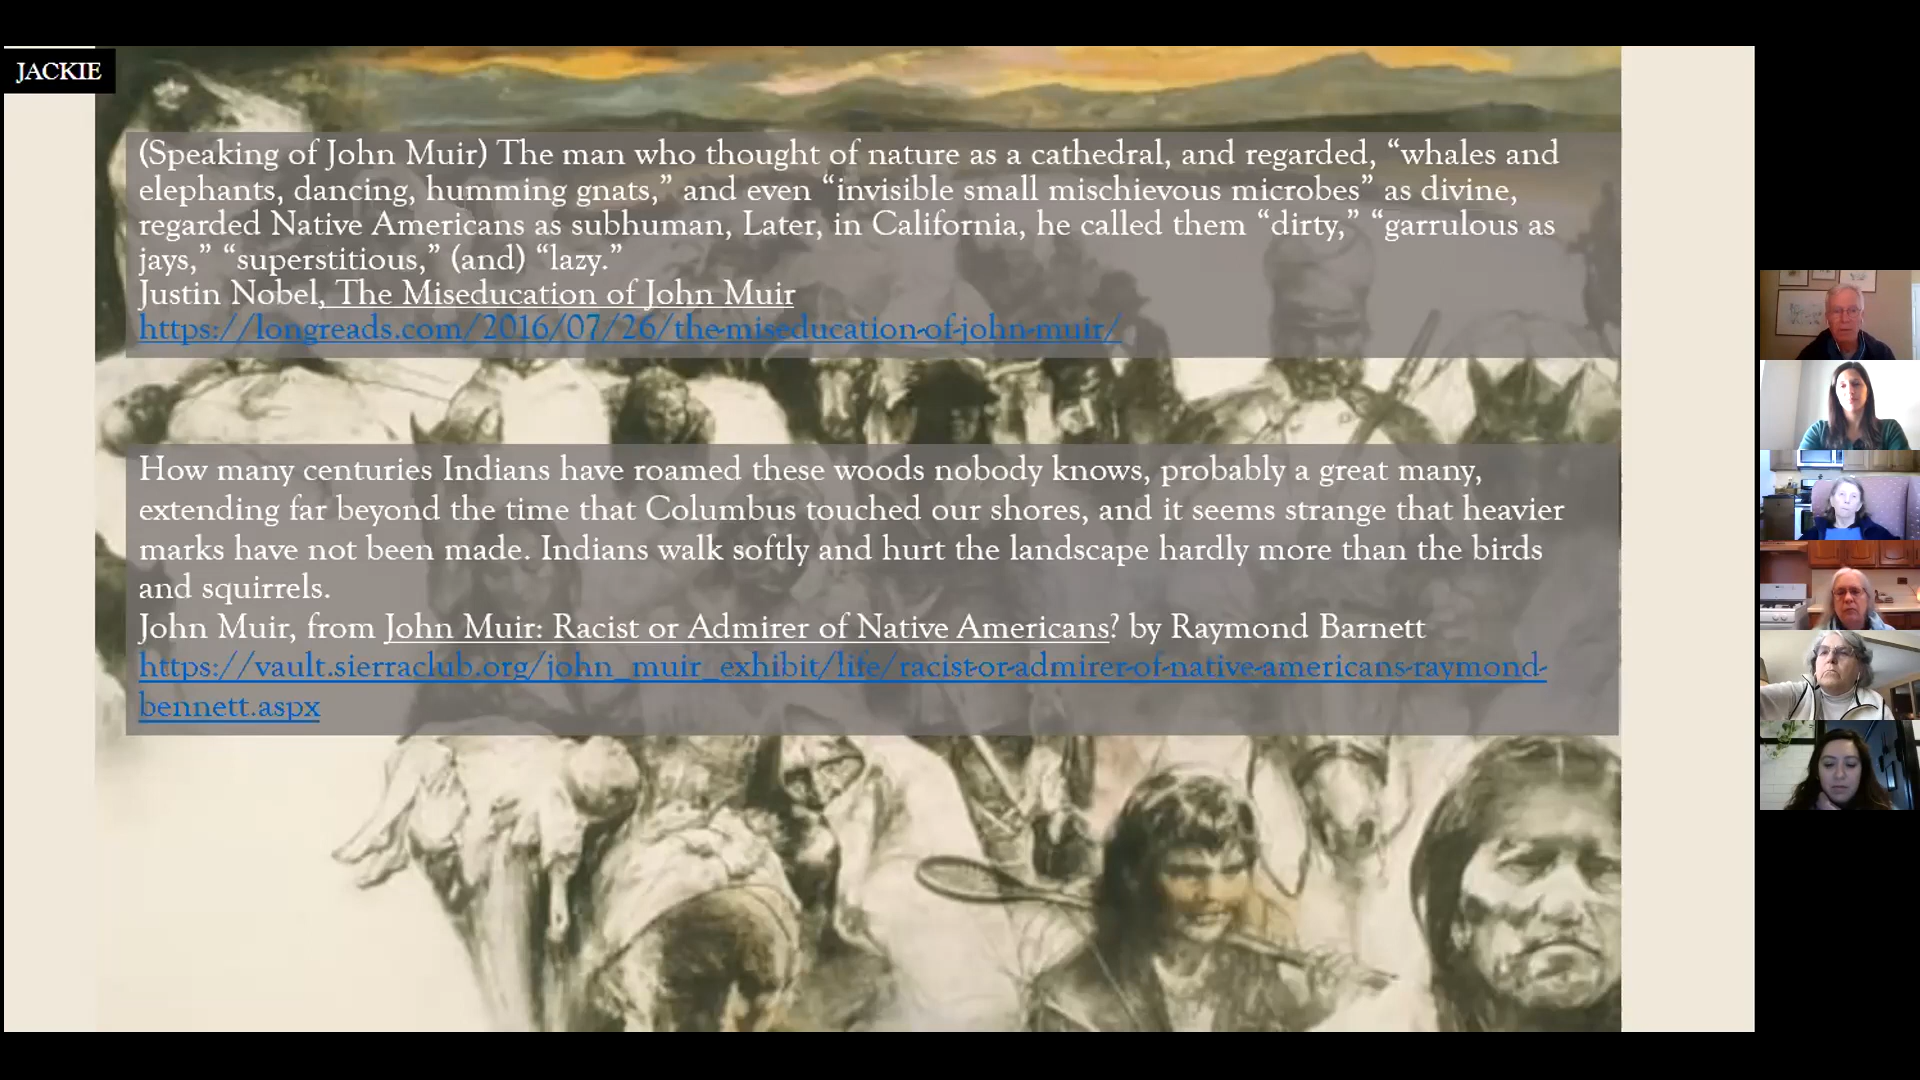 JACKIE
(Speaking of John Muir) The man who thought of nature as a cathedral, and regarded, “whales and
elephants, dancing, humming gnats,” and even “invisible small mischievous microbes” as divine,
regarded Native Americans as subhuman, Later, in California, he called them “dirty,” “garrulous as
jays,” “superstitious,” (and) “lazy.”
Justin Nobel, The Miseducation of John Muir
https://longreads.com/2016/07/26/the-miseducation-of-john-muir/
How many centuries Indians have roamed these woods nobody knows, probably a great many,
extending far beyond the time that Columbus touched our shores, and it seems strange that heavier
marks have not been made. Indians walk softly and hurt the landscape hardly more than the birds
and squirrels.
John Muir, from John Muir: Racist or Admirer of Native Americans? by Raymond Barnett
https://vault.sierraclub.org/john_muir_exhibit/life/racist-or-admirer-of-native-americans-raymond-
bennett.aspx